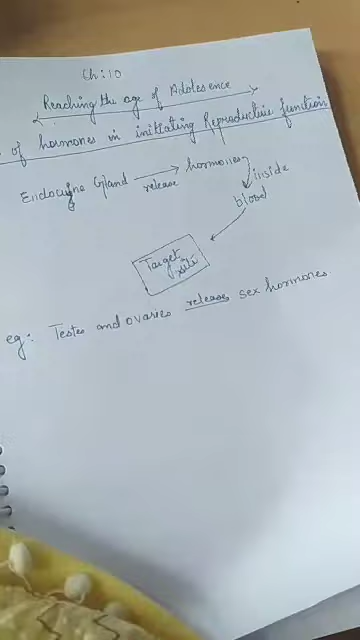 Ch:10
Reaching the age of Adolesence
of hormones in initiating Reproductive function
Endocrine Gland release hormones inside
blood
Target
site
eg: Testes and ovaries release sex hormones